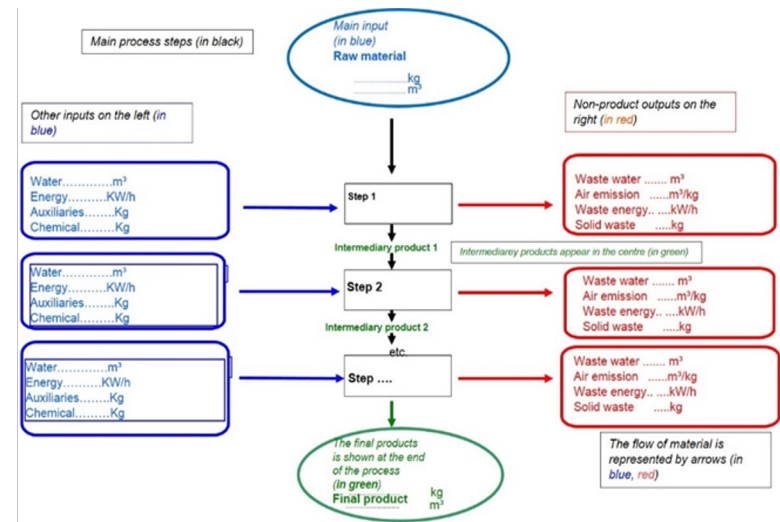 Main process steps (in black)
Main input
(in blue)
Raw material
...............kg
...............m³
Other inputs on the left (in
blue)
Non-product outputs on the
right (in red)
Water............m³
Energy.........KW/h
Auxiliaries........Kg
Chemical.........Kg
Step 1
Waste water ....... m³
Air emission ......m³/kg
Waste energy.. ....kW/h
Solid waste .....kg
Intermediary product 1
Intermediarey products appear in the centre (in green)
Water............m³
Energy.........KW/h
Auxiliaries........Kg
Chemical.........Kg
Step 2
Waste water ....... m³
Air emission ......m³/kg
Waste energy.. ....kW/h
Solid waste .....kg
Intermediary product 2
etc.
Water............m³
Energy.........KW/h
Auxiliaries........Kg
Chemical.........Kg
Step ....
Waste water ....... m³
Air emission ......m³/kg
Waste energy.. ....kW/h
Solid waste .....kg
The final products
is shown at the end
of the process
(in green)
Final product
............... kg
............... m³
The flow of material is
represented by arrows (in
blue, red)